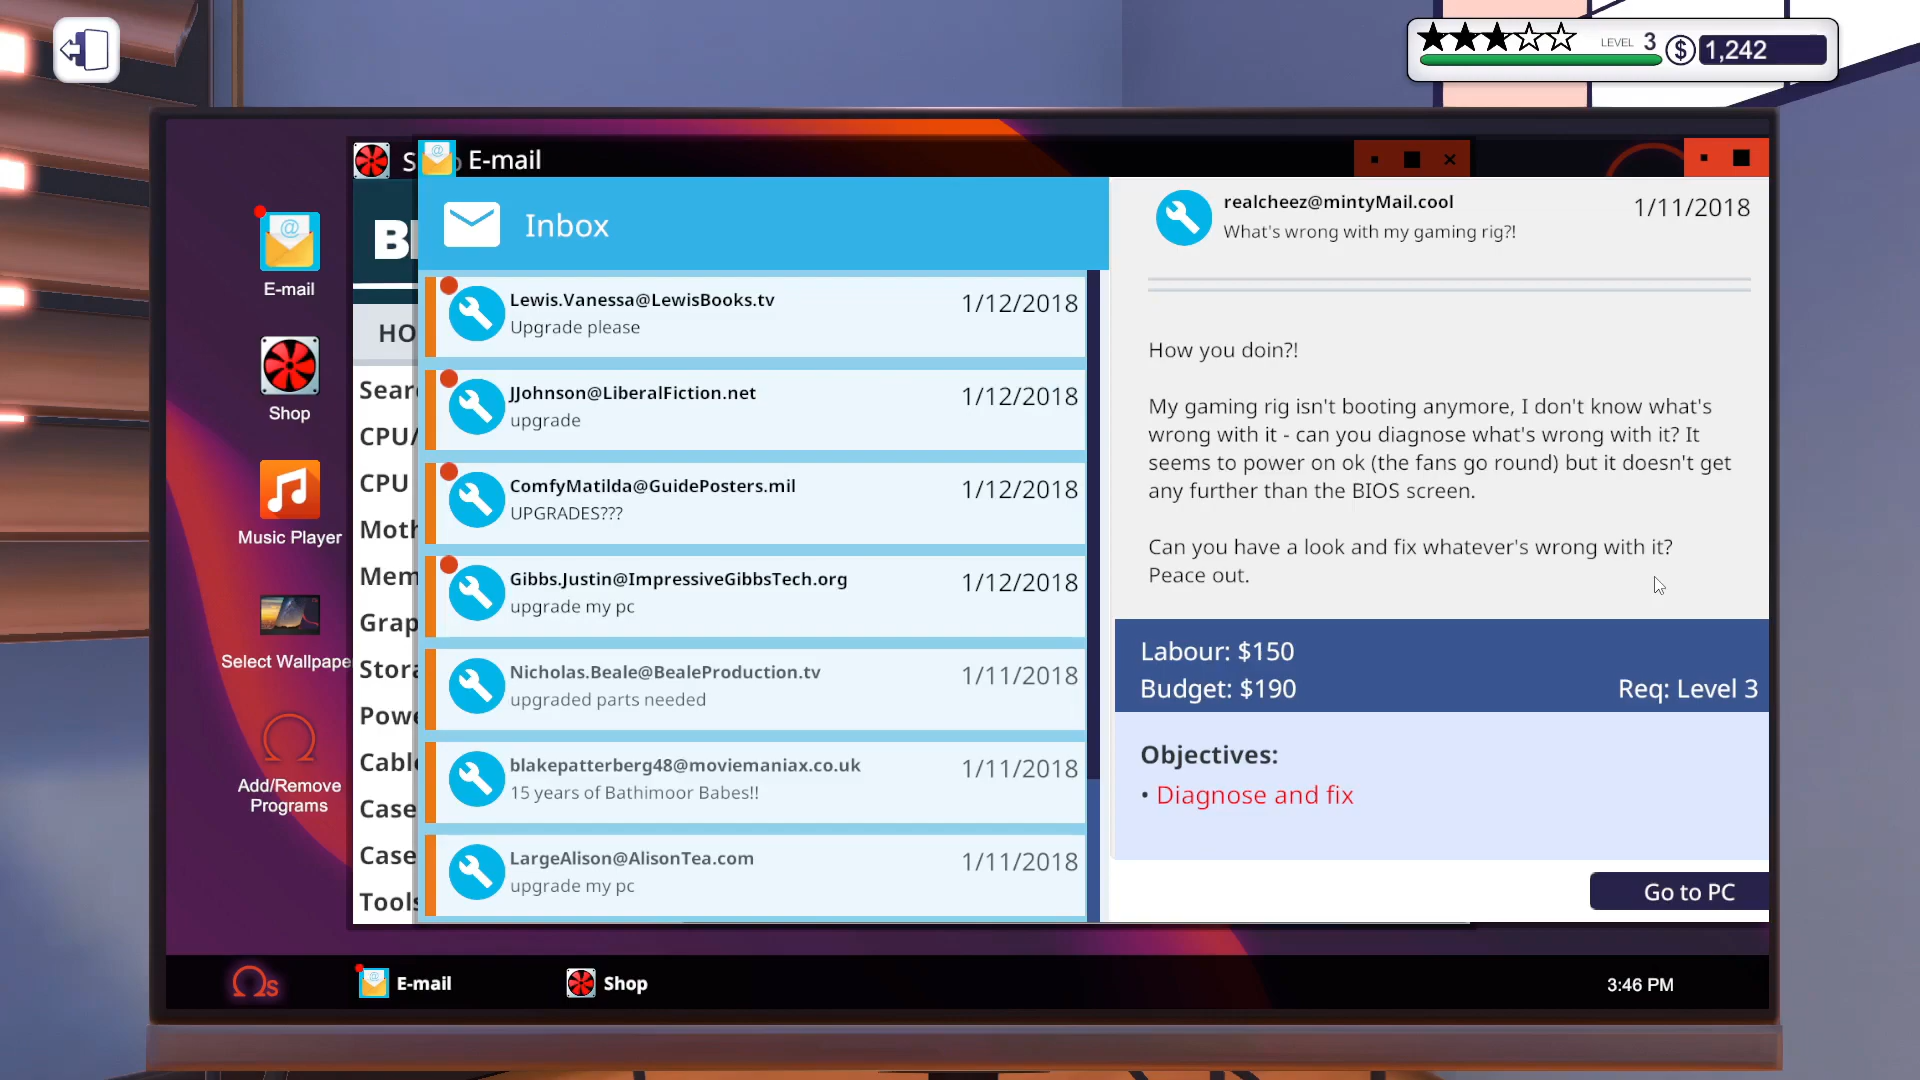 LEVEL 3
$ 1,242
E-mail
Inbox
Lewis.Vanessa@LewisBooks.tv
1/12/2018
Upgrade please
JJohnson@LiberalFiction.net
1/12/2018
upgrade
ComfyMatilda@GuidePosters.mil
1/12/2018
UPGRADES???
Gibbs.Justin@ImpressiveGibbsTech.org
1/12/2018
upgrade my pc
Nicholas.Beale@BealeProduction.tv
1/11/2018
upgraded parts needed
blakepatterberg48@moviemaniax.co.uk
1/11/2018
15 years of Bathimoor Babes!!
LargeAlison@AlisonTea.com
1/11/2018
upgrade my pc
realcheez@mintyMail.cool
1/11/2018
What's wrong with my gaming rig?!
How you doin?!
My gaming rig isn't booting anymore, I don't know what's
wrong with it - can you diagnose what's wrong with it? It
seems to power on ok (the fans go round) but it doesn't get
any further than the BIOS screen.
Can you have a look and fix whatever's wrong with it?
Peace out.
Labour: $150
Budget: $190
Req: Level 3
Objectives:
• Diagnose and fix
Go to PC
E-mail
Shop
Music Player
Select Wallpape
Add/Remove
Programs
HO
Sear
CPU/
CPU
Moth
Mem
Grap
Stora
Powe
Cable
Case
Case
Tools
Ωs
E-mail
Shop
3:46 PM